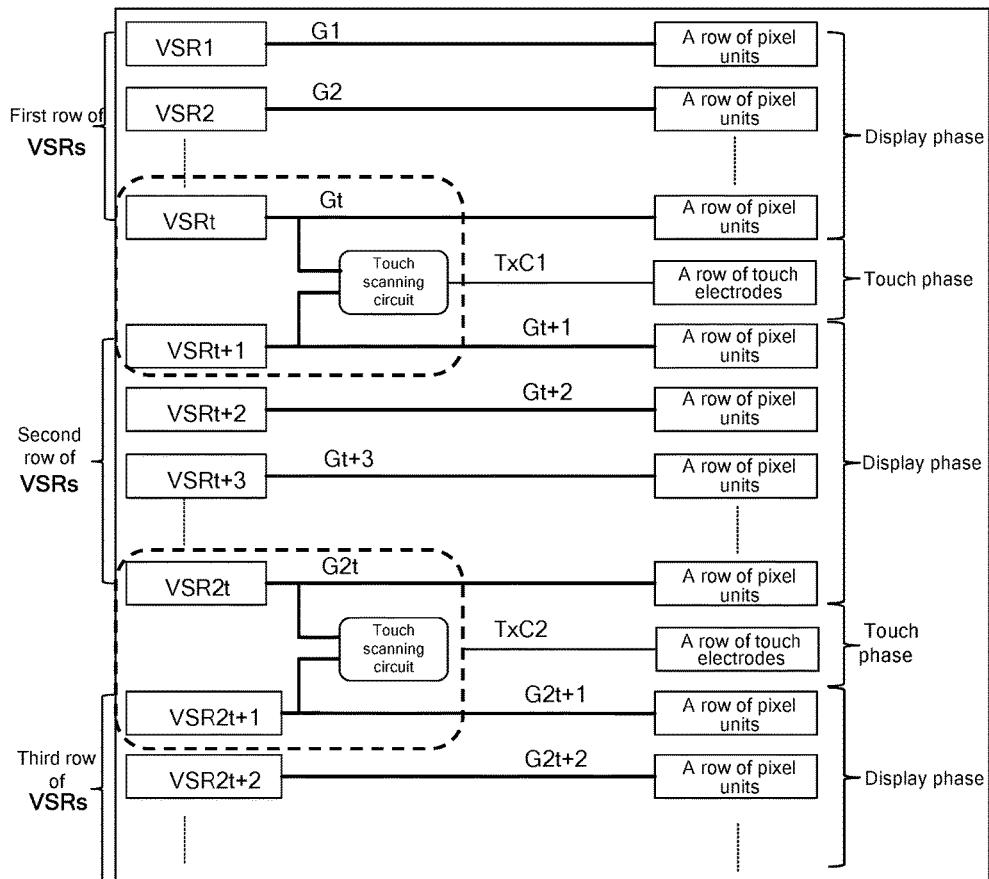 VSR1
G1
A row of pixel
units
First row of
VSRs
VSR2
G2
A row of pixel
units
Display phase
VSRt
Gt
A row of pixel
units
Touch
scanning
circuit
TxC1
A row of touch
electrodes
Touch phase
VSRt+1
Gt+1
A row of pixel
units
Second
row of
VSRs
VSRt+2
Gt+2
A row of pixel
units
VSRt+3
Gt+3
A row of pixel
units
Display phase
VSR2t
G2t
A row of pixel
units
Touch
scanning
circuit
TxC2
A row of touch
electrodes
Touch
phase
VSR2t+1
G2t+1
A row of pixel
units
Third row
of
VSRs
VSR2t+2
G2t+2
A row of pixel
units
Display phase